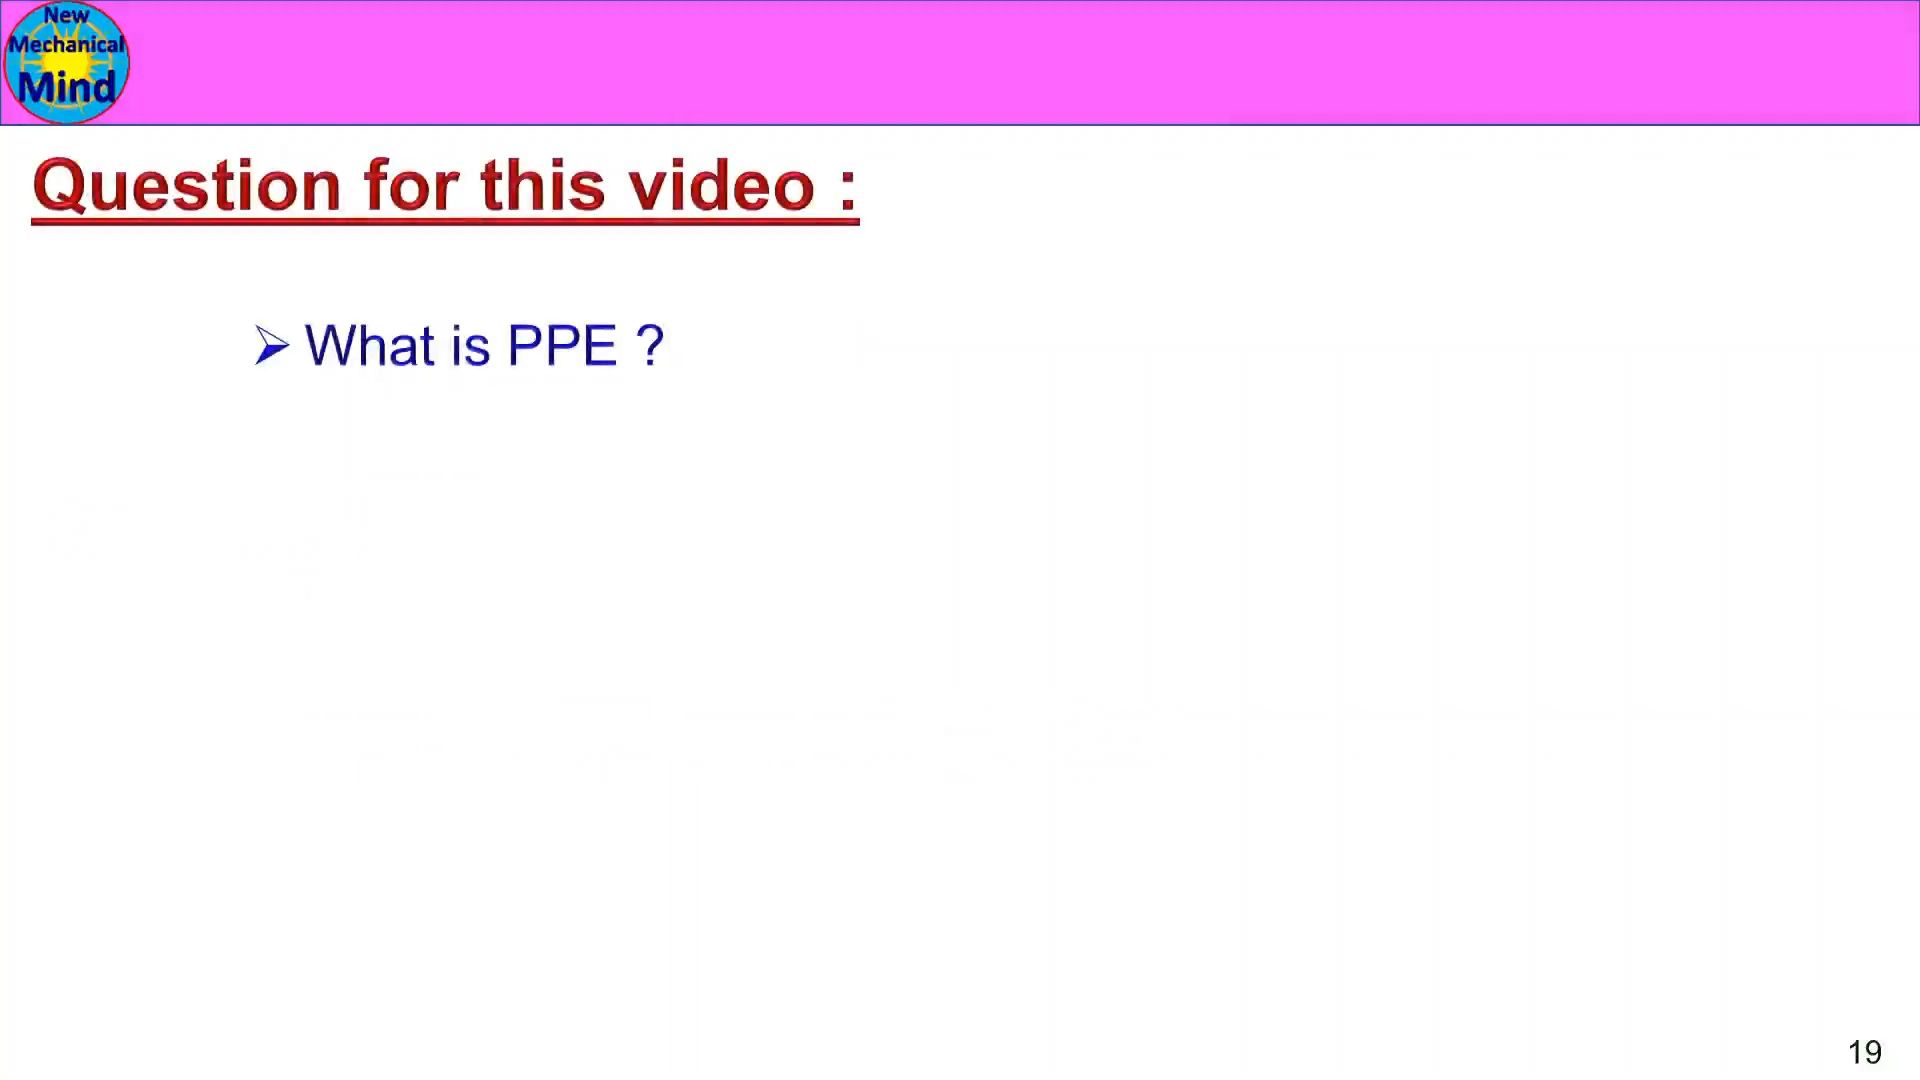 New
Mechanical
Mind
Question for this video :
➢ What is PPE ?
19